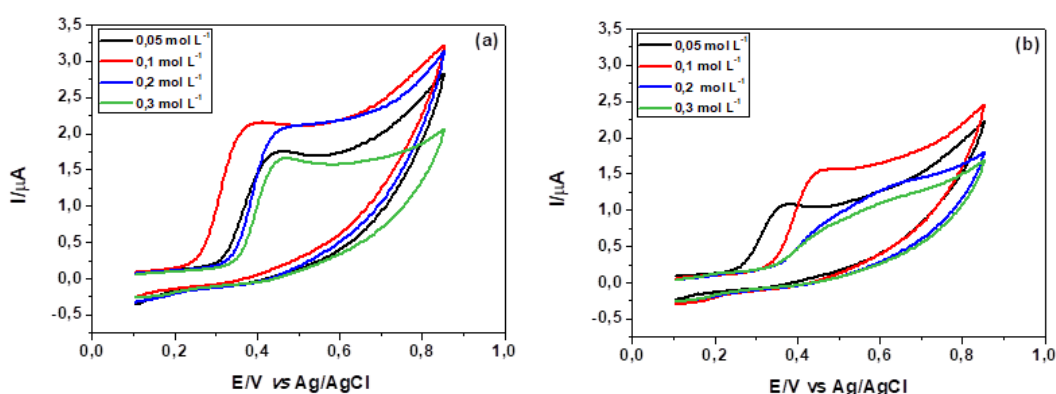 3,5
3,0
2,5
2,0
1,5
1,0
0,5
0,0
-0,5
I/µA
0,05 mol L⁻¹
0,1 mol L⁻¹
0,2 mol L⁻¹
0,3 mol L⁻¹
(a)
0,0 0,2 0,4 0,6 0,8 1,0
E/V vs Ag/AgCl
3,5
3,0
2,5
2,0
1,5
1,0
0,5
0,0
-0,5
I/µA
0,05 mol L⁻¹
0,1 mol L⁻¹
0,2 mol L⁻¹
0,3 mol L⁻¹
(b)
0,0 0,2 0,4 0,6 0,8 1,0
E/V vs Ag/AgCl